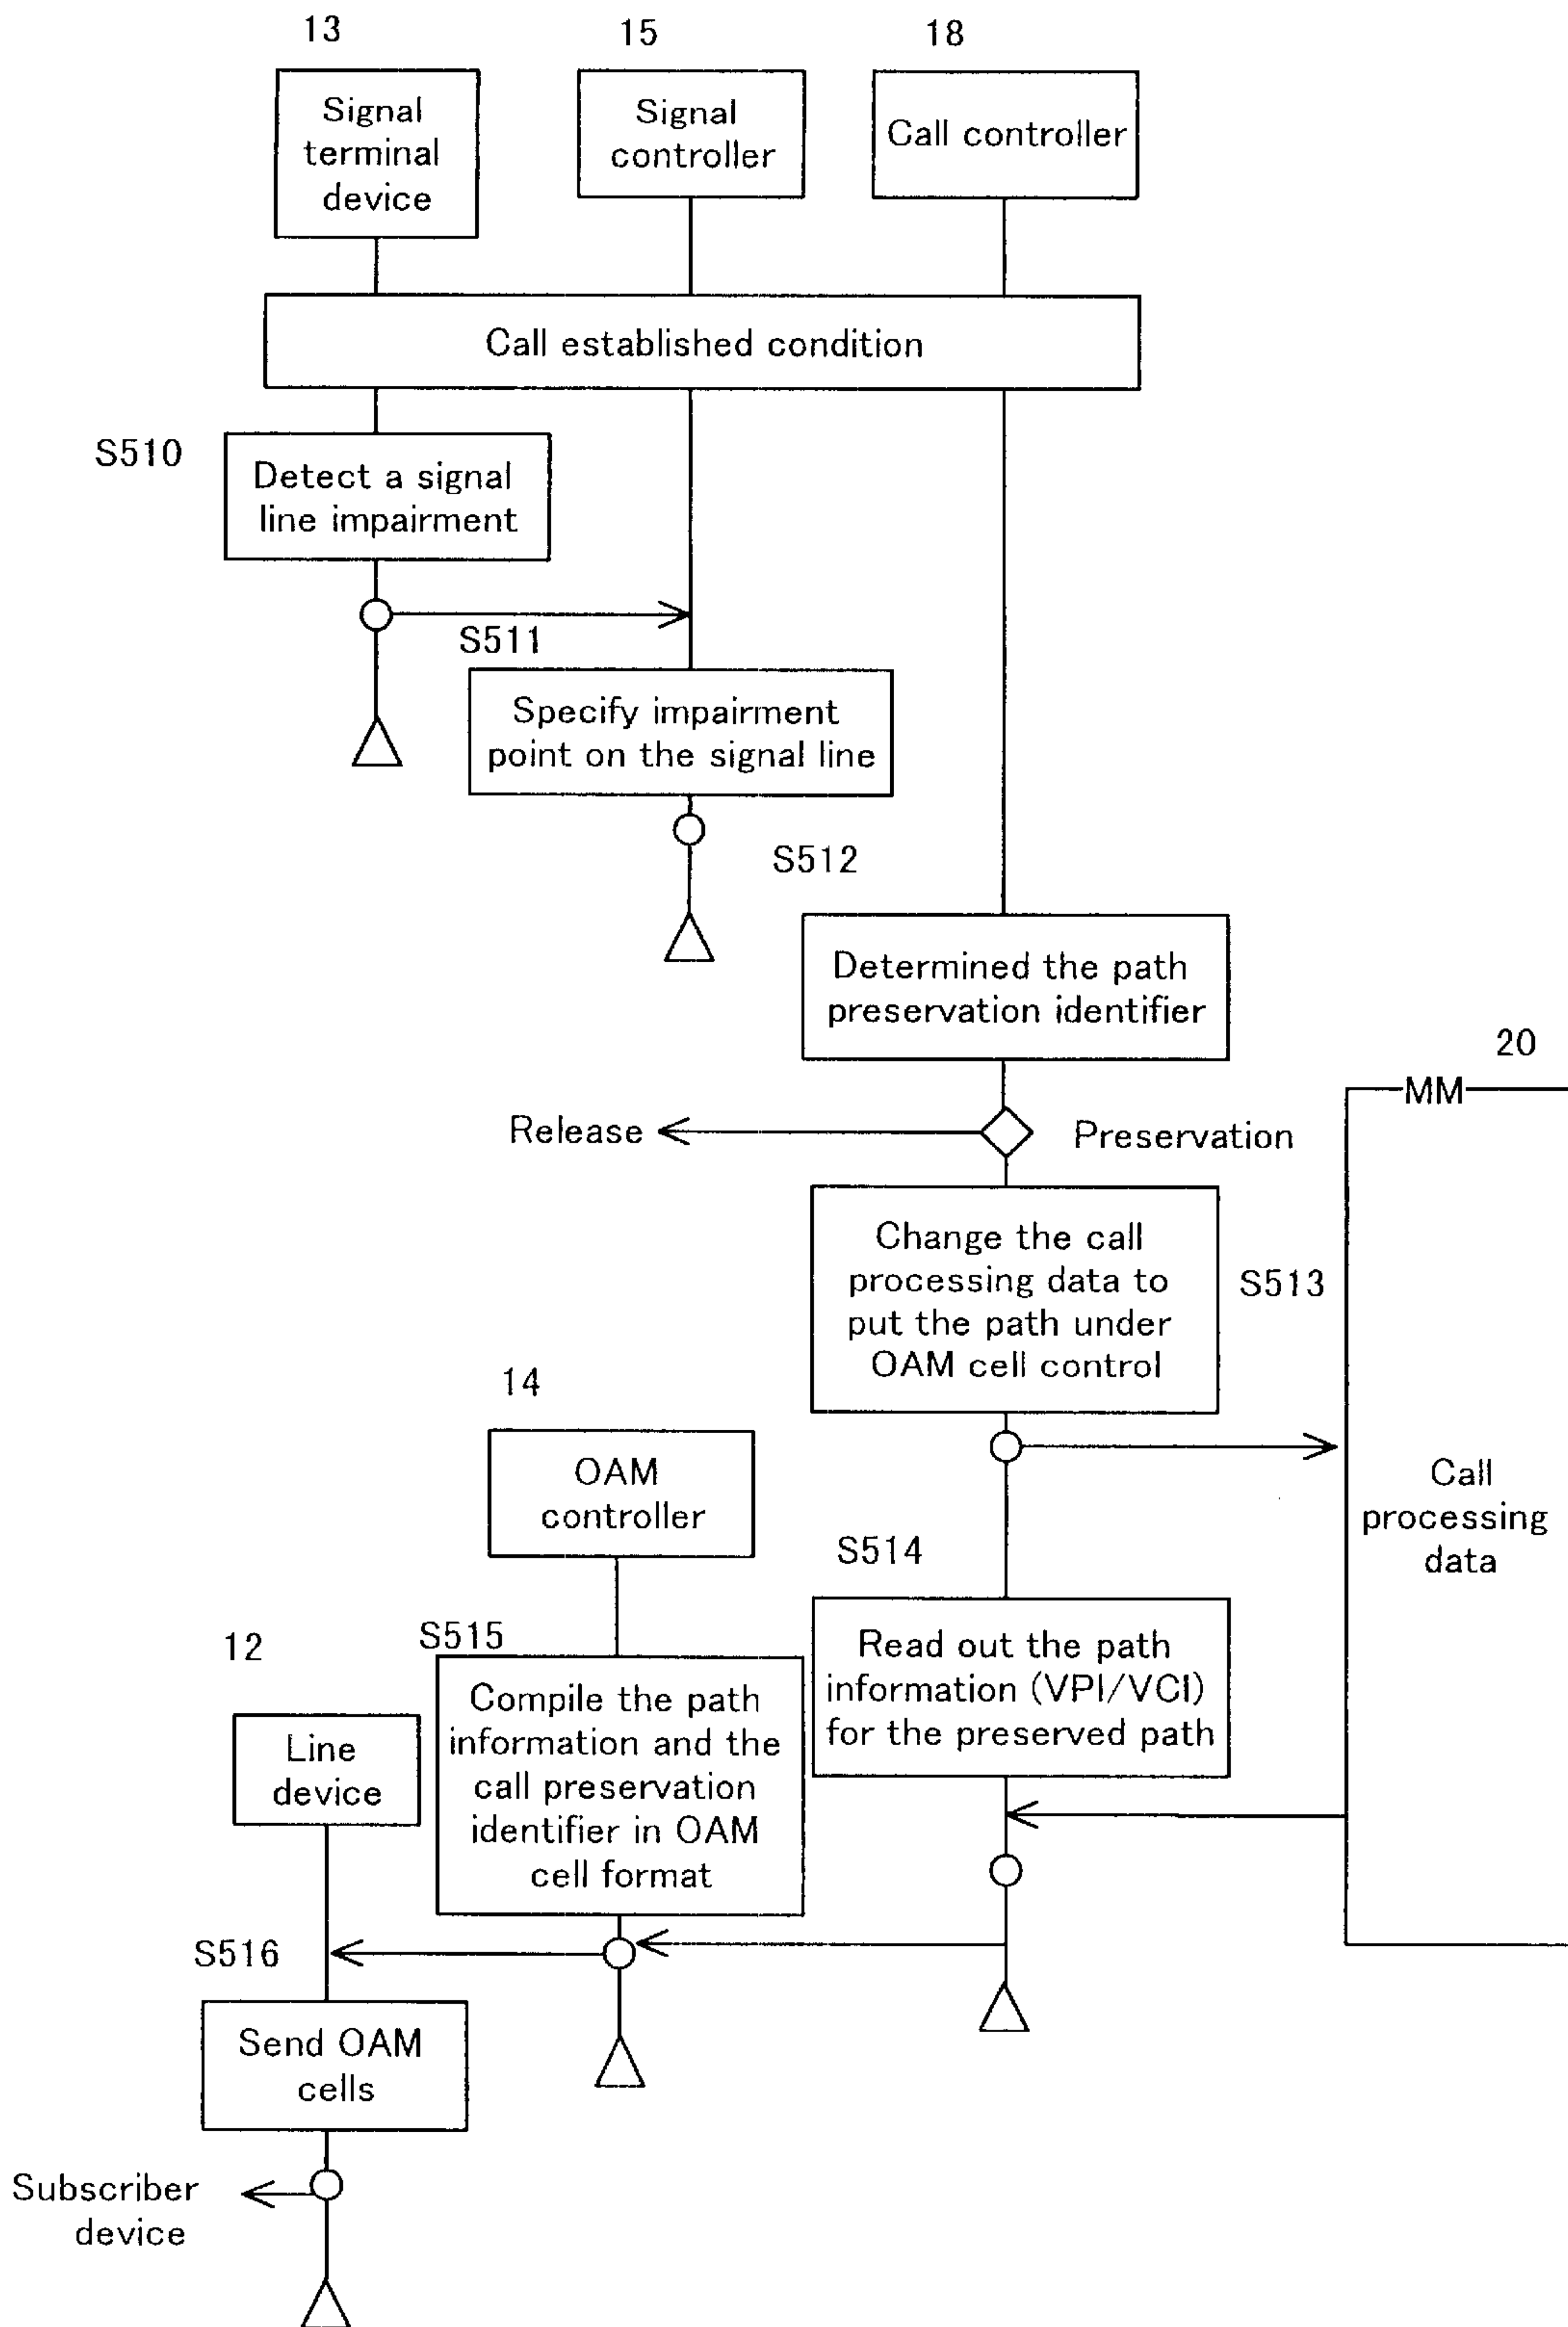 13
15
18
Signal
terminal
device
Signal
controller
Call controller
Call established condition
S510
Detect a signal
line impairment
S511
Specify impairment
point on the signal line
S512
Determined the path
preservation identifier
20
MM
Release
Preservation
Change the call
processing data to
put the path under
OAM cell control
S513
14
OAM
controller
Call
processing
data
S514
Read out the path
information (VPI/VCI)
for the preserved path
S515
12
Compile the path
information and the
call preservation
identifier in OAM
cell format
Line
device
S516
Send OAM
cells
Subscriber
device